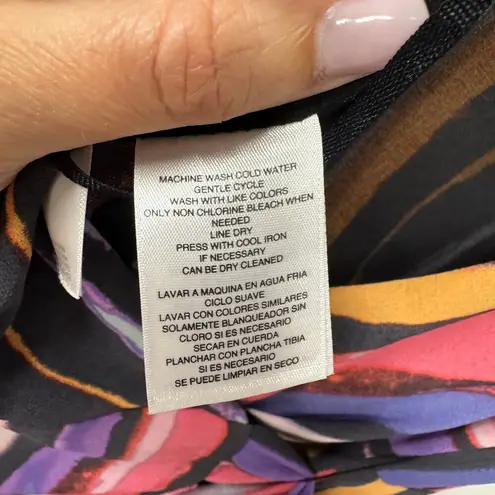 MACHINE WASH COLD WATER
GENTLE CYCLE
WASH WITH LIKE COLORS
ONLY NON CHLORINE BLEACH WHEN
NEEDED
LINE DRY
PRESS WITH COOL IRON
IF NECESSARY
CAN BE DRY CLEANED
LAVAR A MAQUINA EN AGUA FRIA
CICLO SUAVE
LAVAR CON COLORES SIMILARES
SOLAMENTE BLANQUEADOR SIN
CLORO SI ES NECESARIO
SECAR EN CUERDA
PLANCHAR CON PLANCHA TIBIA
SI ES NECESARIO
SE PUEDE LIMPIAR EN SECO